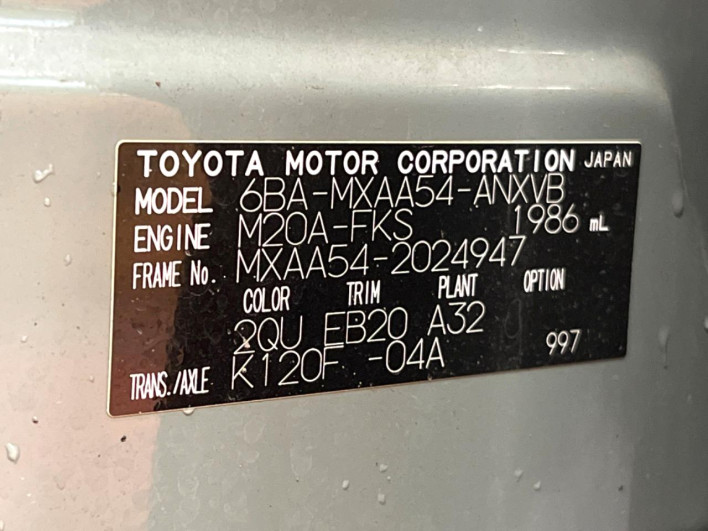 TOYOTA MOTOR CORPORATION JAPAN
MODEL 6BA-MXAA54-ANXVB
ENGINE M20A-FKS 1986 mL
FRAME No. MXAA54-2024947
COLOR TRIM PLANT OPTION
2QU EB20 A32
TRANS./AXLE K120F -04A 997